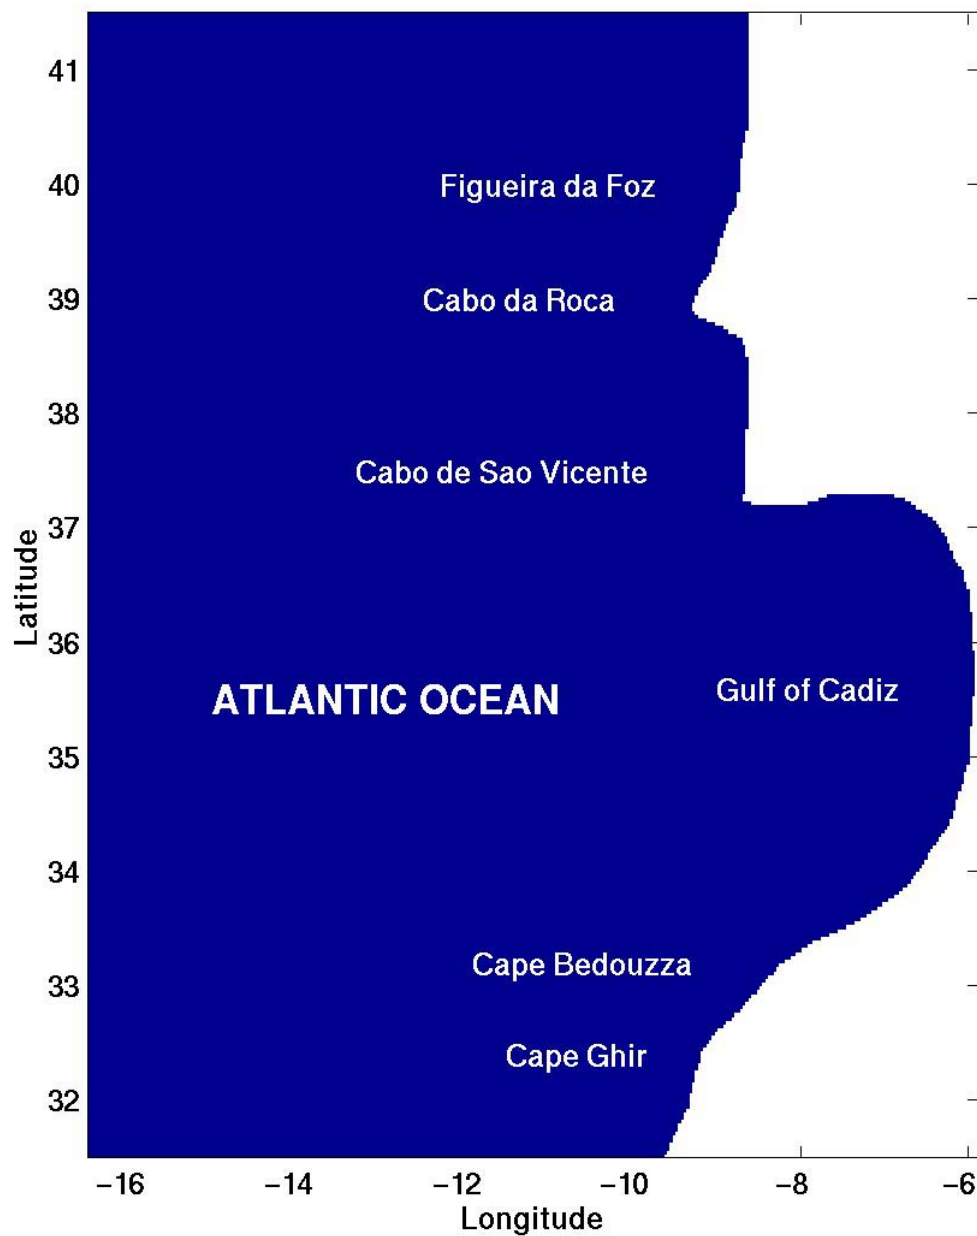 41
40
Figueira da Foz
39
Cabo da Roca
38
Cabo de Sao Vicente
37
Latitude
36
ATLANTIC OCEAN
Gulf of Cadiz
35
34
Cape Bedouzza
33
Cape Ghir
32
−16 −14 −12 −10 −8 −6
Longitude